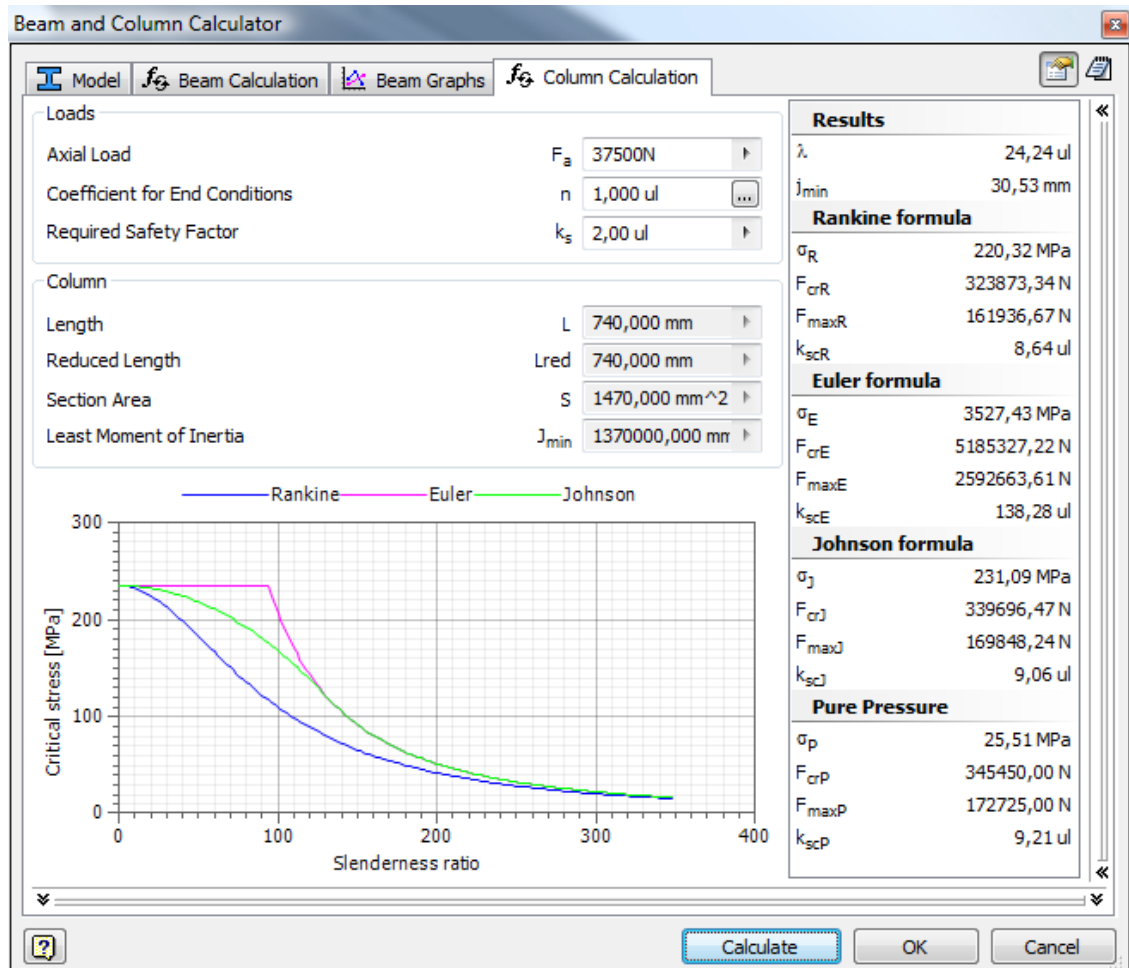 Beam and Column Calculator
Model
Beam Calculation
Beam Graphs
Column Calculation
Loads
Axial Load Fa 37500N
Coefficient for End Conditions n 1,000 ul ...
Required Safety Factor ks 2,00 ul
Column
Length L 740,000 mm
Reduced Length Lred 740,000 mm
Section Area S 1470,000 mm^2
Least Moment of Inertia Jmin 1370000,000 mm
Rankine Euler Johnson
300
200
100
0
Critical stress [MPa]
0 100 200 300 400
Slenderness ratio
Results
λ 24,24 ul
jmin 30,53 mm
Rankine formula
σR 220,32 MPa
FcrR 323873,34 N
FmaxR 161936,67 N
kscR 8,64 ul
Euler formula
σE 3527,43 MPa
FcrE 5185327,22 N
FmaxE 2592663,61 N
kscE 138,28 ul
Johnson formula
σJ 231,09 MPa
FcrJ 339696,47 N
FmaxJ 169848,24 N
kscJ 9,06 ul
Pure Pressure
σP 25,51 MPa
FcrP 345450,00 N
FmaxP 172725,00 N
kscP 9,21 ul
?
Calculate
OK
Cancel